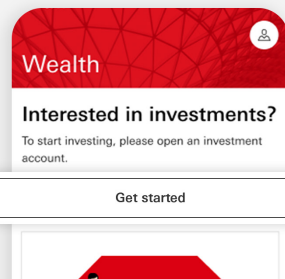 Wealth
Interested in investments?
To start investing, please open an investment
account.
Get started